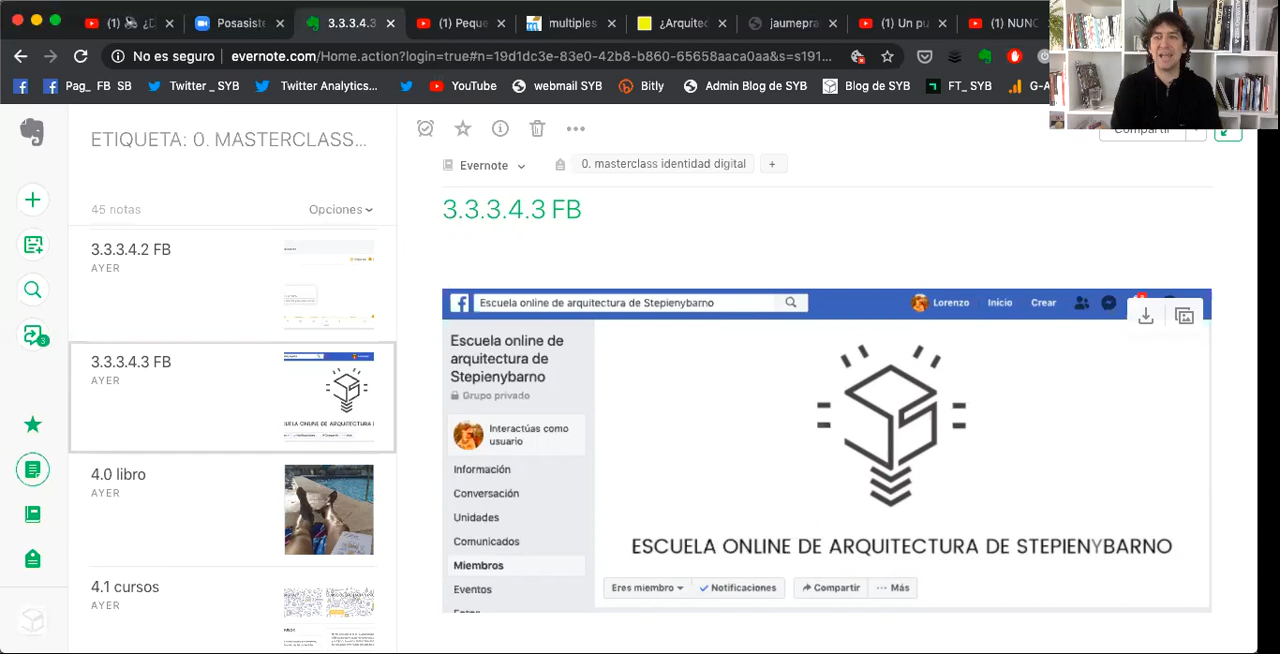 (1)
Posasiste
3.3.3.4.3
(1) Pequ
multiples
¿Arquitec
jaumepra
(1) Un pu
(1) NUNC
No es seguro
evernote.com/Home.action?login=true#n=19d1dc3e-83e0-42b8-b860-65658aaea0aa&s=s191...
Pag_ FB SB
Twitter _ SYB
Twitter Analytics...
YouTube
webmail SYB
Bitly
Admin Blog de SYB
Blog de SYB
FT_ SYB
G-A
ETIQUETA: 0. MASTERCLASS...
45 notas
Opciones
3.3.3.4.2 FB
AYER
3.3.3.4.3 FB
AYER
4.0 libro
AYER
4.1 cursos
AYER
3
Compartir
Evernote
0. masterclass identidad digital
+
3.3.3.4.3 FB
Escuela online de arquitectura de Stepienybarno
Lorenzo
Inicio
Crear
Escuela online de
arquitectura de
Stepienybarno
Grupo privado
Interactúas como
usuario
Información
Conversación
Unidades
Comunicados
Miembros
Eventos
ESCUELA ONLINE DE ARQUITECTURA DE STEPIENYBARNO
Eres miembro
Notificaciones
Compartir
Más